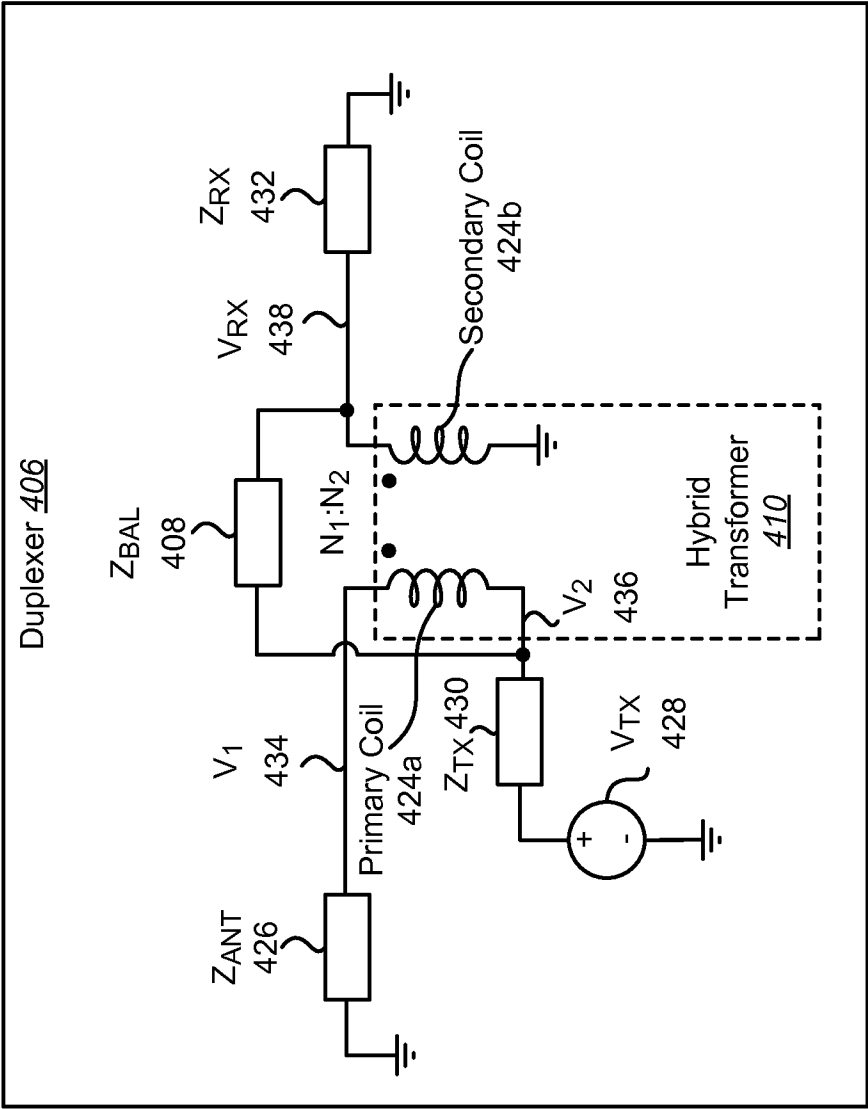 Duplexer 406
ZBAL
408
V1
434
VRX
438
ZRX
432
ZANT
426
N1:N2
Primary Coil
424a
Secondary Coil
424b
ZTX 430
V2
436
VTX
428
+
-
Hybrid
Transformer
410